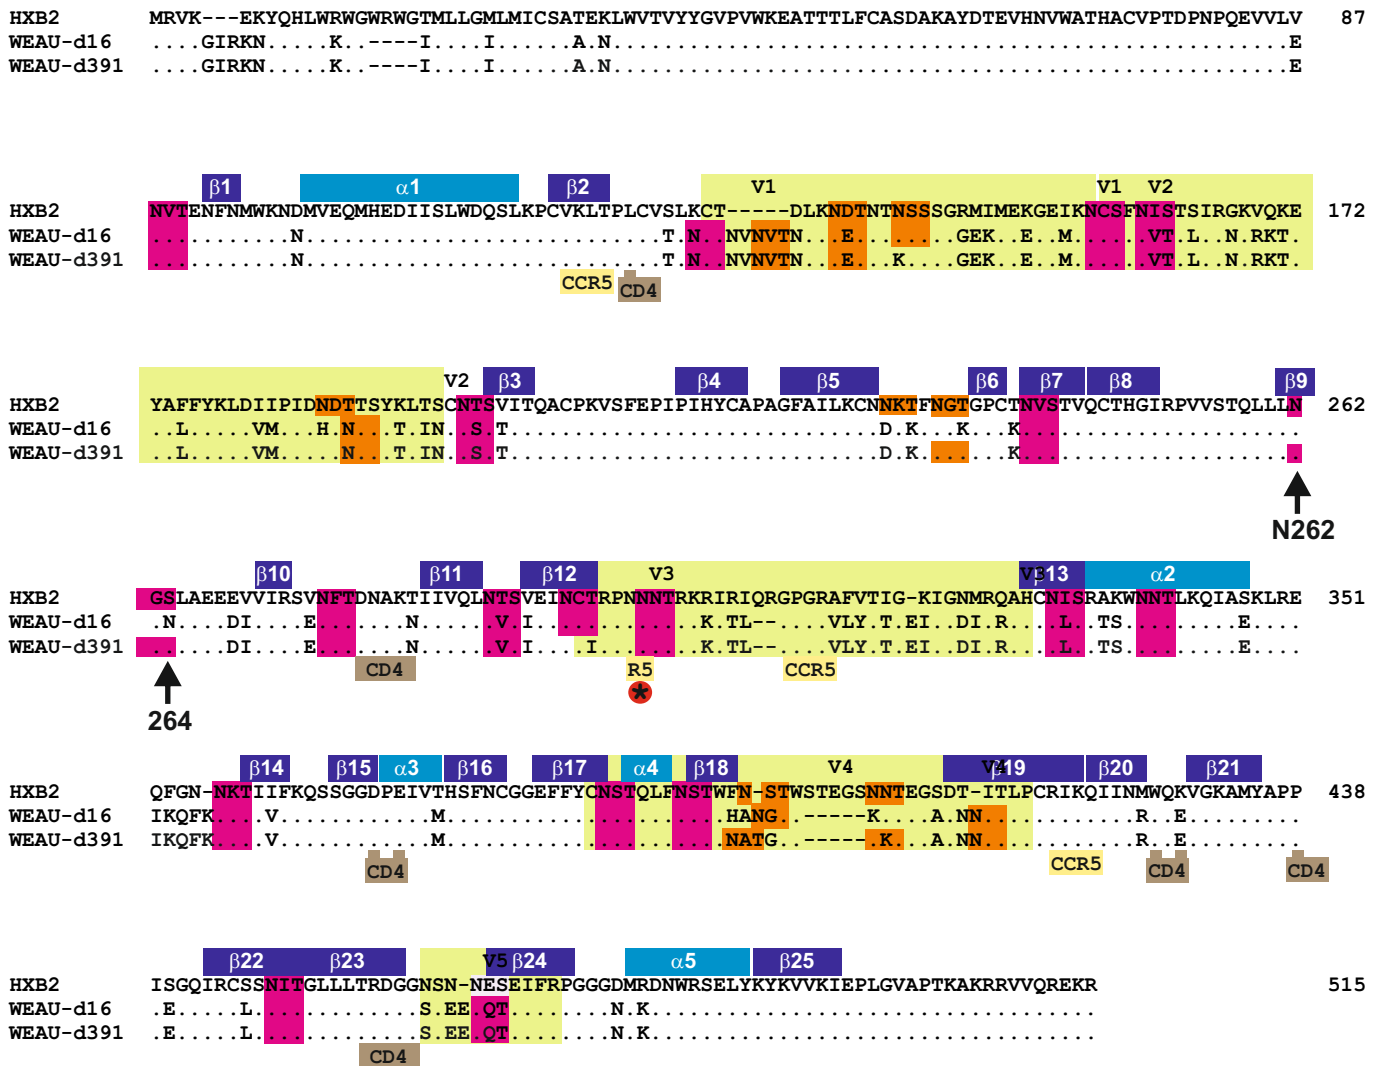 HXB2 MRVK---EKYQHLWRWGWRWGTMLLGMLMICSATEKLWVTVYYGVPVWKEATTTLFCASDAKAYDTEVHNVWATHACVPTDPNPQEVVLV 87
WEAU-d16 ....GIRKN.....K..----I....I......A.N.....................................................E
WEAU-d391 ....GIRKN.....K..----I....I......A.N.....................................................E
β1 α1 β2 V1 V1 V2
HXB2 NVTENFNMWKNDMVEQMHEDIISLWDQSLKPCVKLTPLCVSLKCT-----DLKNDTNTNSSSGRMIMEKGEIKNCSFNISTSIRGKVQKE 172
WEAU-d16 ...........N............................T.N..NVNVTN...E.......GEK..E..M......VT.L..N.RKT.
WEAU-d391 ...........N............................T.N..NVNVTN...E...K....GEK..E..M......VT.L..N.RKT.
CCR5 CD4
V2 β3 β4 β5 β6 β7 β8 β9
HXB2 YAFFYKLDIIPIDNDTTSYKLTSCNTSVITQACPKVSFEPIPIHYCAPAGFAILKCNNKTFNGTGPCTNVSTVQCTHGIRPVVSTQLLLN 262
WEAU-d16 ..L.....VM...H.N...T.IN..S.T.............................D.K...K...K......................
WEAU-d391 ..L.....VM.....N...T.IN..S.T.............................D.K.......K......................
N262
β10 β11 β12 V3 V3 β13 α2
HXB2 GSLAEEEVVIRSVNFTDNAKTIIVQLNTSVEINCTRPNNNTRKRIRIQRGPGRAFVTIG-KIGNMRQAHCNISRAKWNNTLKQIASKLRE 351
WEAU-d16 .N....DI....E.......N......V.I.............K.TL--....VLY.T.EI..DI.R....L..TS.........E....
WEAU-d391 ......DI....E.......N......V.I....I........K.TL--....VLY.T.EI..DI.R....L..TS.........E....
CD4 R5 CCR5
*
264
β14 β15 α3 β16 β17 α4 β18 V4 V4 β19 β20 β21
HXB2 QFGN-NKTIIFKQSSGGDPEIVTHSFNCGGEFFYCNSTQLFNSTWFN-STWSTEGSNNTEGSDT-ITLPCRIKQIINMWQKVGKAMYAPP 438
WEAU-d16 IKQFK....V............M......................HANG..-----K....A.NN............R..E.........
WEAU-d391 IKQFK....V............M......................NATG..-----.K...A.NN............R..E.........
CD4 CCR5 CD4 CD4
β22 β23 V5 β24 α5 β25
HXB2 ISGQIRCSSNITGLLLTRDGGNSN-NESEIFRPGGGDMRDNWRSELYKYKVVKIEPLGVAPTKAKRRVVQREKR 515
WEAU-d16 .E.....L.............S.EE.QT........N.K...................................
WEAU-d391 .E.....L.............S.EE.QT........N.K...................................
CD4